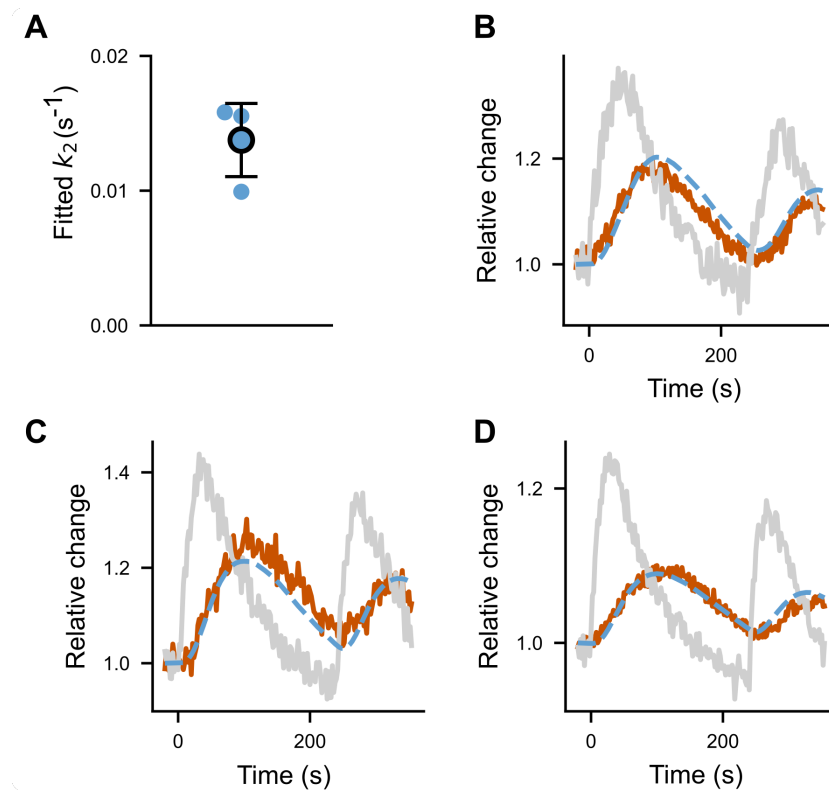 A
Fitted k2 (s-1)
0.02
0.01
0.00
B
Relative change
1.2
1.0
0
200
Time (s)
C
Relative change
1.4
1.2
1.0
0
200
Time (s)
D
Relative change
1.2
1.0
0
200
Time (s)